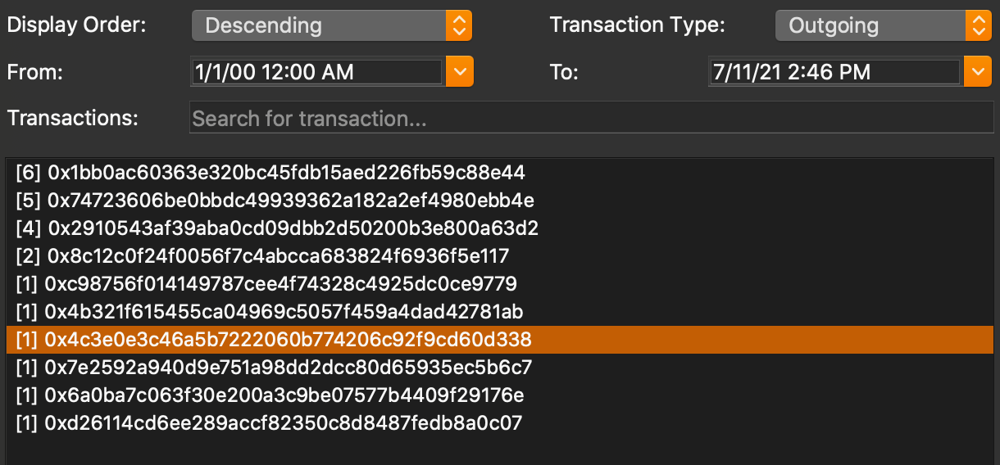 Display Order: Descending Transaction Type: Outgoing
From: 1/1/00 12:00 AM To: 7/11/21 2:46 PM
Transactions: Search for transaction...
[6] 0x1bb0ac60363e320bc45fdb15aed226fb59c88e44
[5] 0x74723606be0bbdc49939362a182a2ef4980ebb4e
[4] 0x2910543af39aba0cd09dbb2d50200b3e800a63d2
[2] 0x8c12c0f24f0056f7c4abcca683824f6936f5e117
[1] 0xc98756f014149787cee4f74328c4925dc0ce9779
[1] 0x4b321f615455ca04969c5057f459a4dad42781ab
[1] 0x4c3e0e3c46a5b7222060b774206c92f9cd60d338
[1] 0x7e2592a940d9e751a98dd2dcc80d65935ec5b6c7
[1] 0x6a0ba7c063f30e200a3c9be07577b4409f29176e
[1] 0xd26114cd6ee289accf82350c8d8487fedb8a0c07